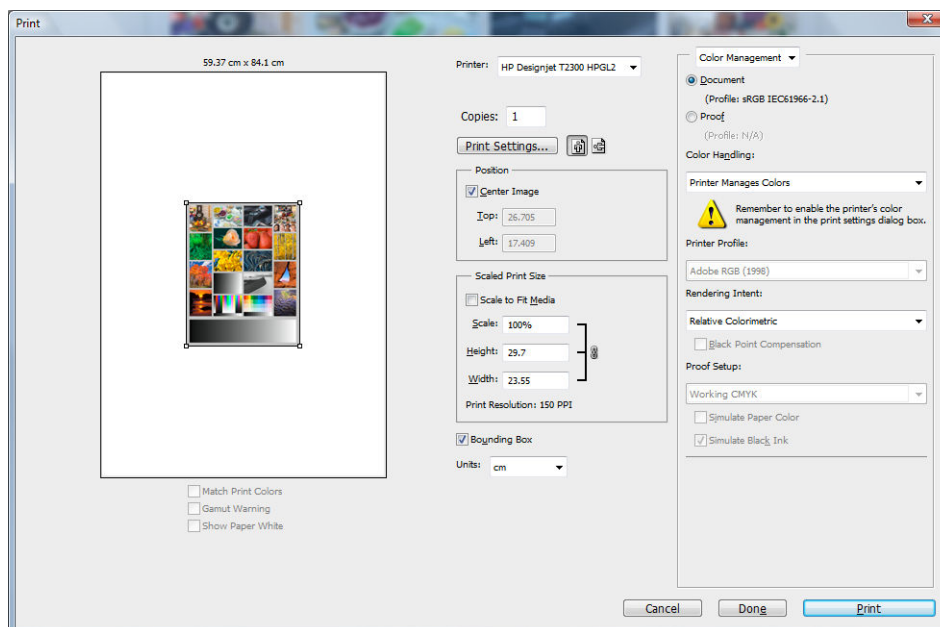 Print
59.37 cm x 84.1 cm
Match Print Colors
Gamut Warning
Show Paper White
Printer: HP Designjet T2300 HPGL2
Copies: 1
Print Settings...
Position
Center Image
Top: 26.705
Left: 17.409
Scaled Print Size
Scale to Fit Media
Scale: 100%
Height: 29.7
Width: 23.55
Print Resolution: 150 PPI
Bounding Box
Units: cm
Color Management
Document
(Profile: sRGB IEC61966-2.1)
Proof
(Profile: N/A)
Color Handling:
Printer Manages Colors
Remember to enable the printer's color
management in the print settings dialog box.
Printer Profile:
Adobe RGB (1998)
Rendering Intent:
Relative Colorimetric
Black Point Compensation
Proof Setup:
Working CMYK
Simulate Paper Color
Simulate Black Ink
Cancel
Done
Print